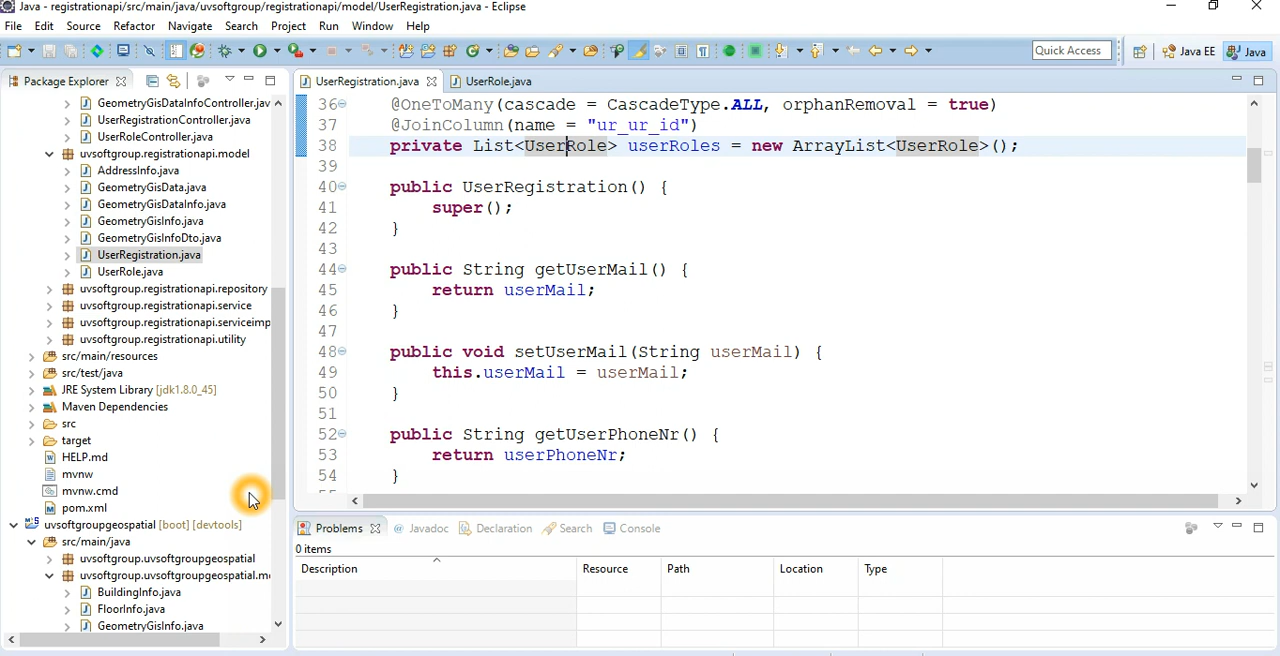 Java - registrationapi/src/main/java/uvsoftgroup/registrationapi/model/UserRegistration.java - Eclipse
File Edit Source Refactor Navigate Search Project Run Window Help
Quick Access Java EE Java
Package Explorer
UserRegistration.java UserRole.java
GeometryGisDataInfoController.jav
UserRegistrationController.java
UserRoleController.java
uvsoftgroup.registrationapi.model
AddressInfo.java
GeometryGisData.java
GeometryGisDataInfo.java
GeometryGisInfo.java
GeometryGisInfoDto.java
UserRegistration.java
UserRole.java
uvsoftgroup.registrationapi.repository
uvsoftgroup.registrationapi.service
uvsoftgroup.registrationapi.serviceimp
uvsoftgroup.registrationapi.utility
src/main/resources
src/test/java
JRE System Library [jdk1.8.0_45]
Maven Dependencies
src
target
HELP.md
mvnw
mvnw.cmd
pom.xml
uvsoftgroupgeospatial [boot] [devtools]
src/main/java
uvsoftgroup.uvsoftgroupgeospatial
uvsoftgroup.uvsoftgroupgeospatial.m
BuildingInfo.java
FloorInfo.java
GeometryGisInfo.java
36 @OneToMany(cascade = CascadeType.ALL, orphanRemoval = true)
37 @JoinColumn(name = "ur_ur_id")
38 private List<UserRole> userRoles = new ArrayList<UserRole>();
39
40 public UserRegistration() {
41 super();
42 }
43
44 public String getUserMail() {
45 return userMail;
46 }
47
48 public void setUserMail(String userMail) {
49 this.userMail = userMail;
50 }
51
52 public String getUserPhoneNr() {
53 return userPhoneNr;
54 }
Problems Javadoc Declaration Search Console
0 items
Description Resource Path Location Type